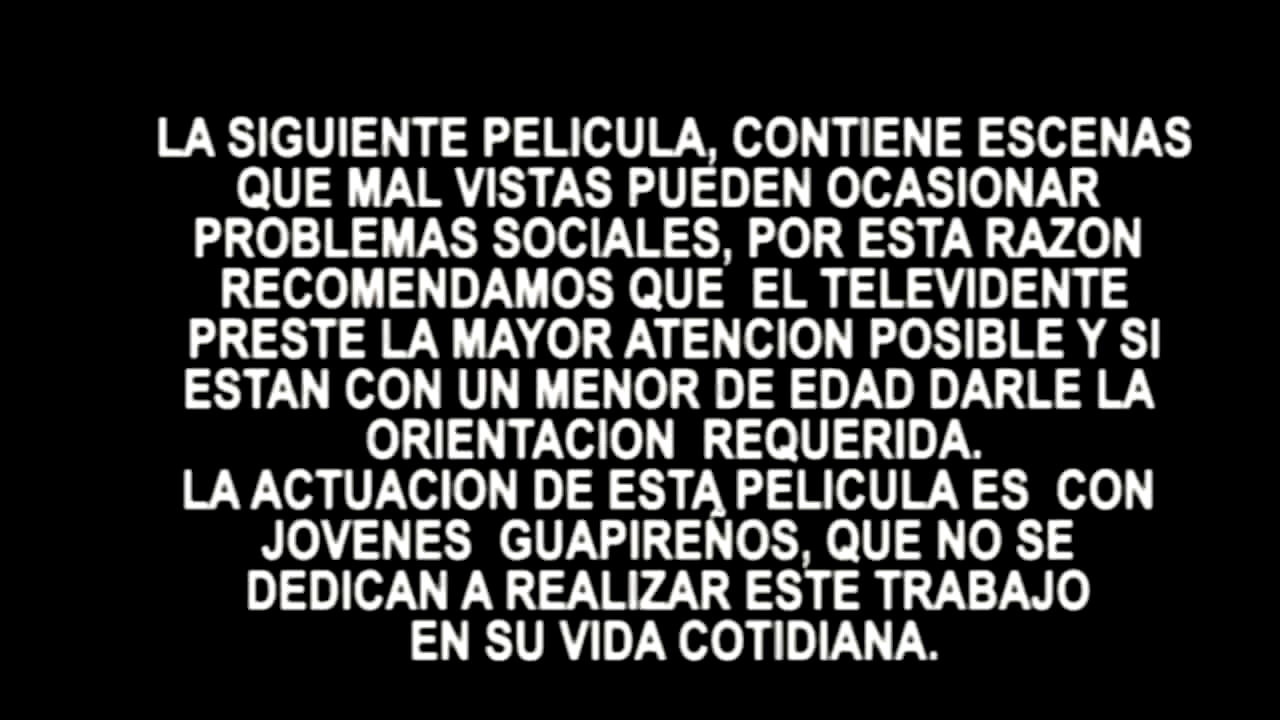 LA SIGUIENTE PELICULA, CONTIENE ESCENAS
QUE MAL VISTAS PUEDEN OCASIONAR
PROBLEMAS SOCIALES, POR ESTA RAZON
RECOMENDAMOS QUE EL TELEVIDENTE
PRESTE LA MAYOR ATENCION POSIBLE Y SI
ESTAN CON UN MENOR DE EDAD DARLE LA
ORIENTACION REQUERIDA.
LA ACTUACION DE ESTA PELICULA ES CON
JOVENES GUAPIREÑOS, QUE NO SE
DEDICAN A REALIZAR ESTE TRABAJO
EN SU VIDA COTIDIANA.